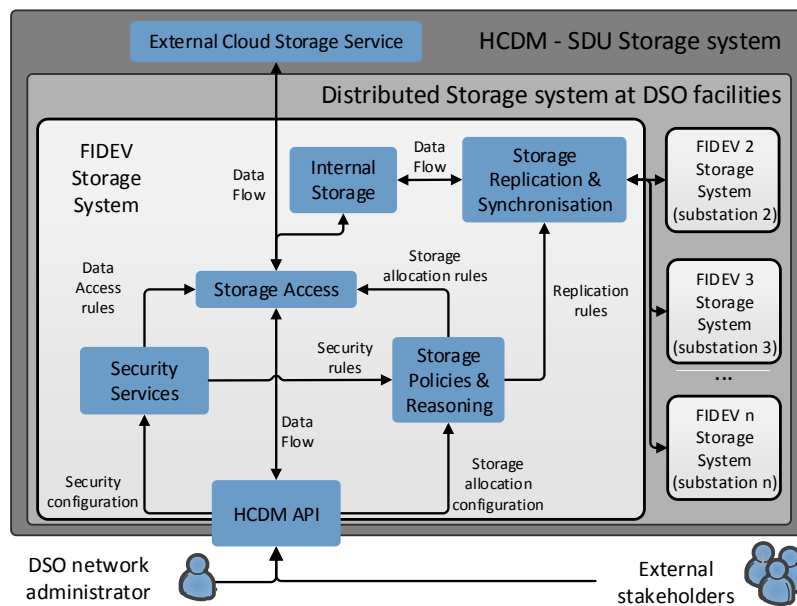 External Cloud Storage Service
HCDM - SDU Storage system
Distributed Storage system at DSO facilities
FIDEV
Storage
System
Data
Flow
Internal
Storage
Data
Flow
Storage
Replication &
Synchronisation
FIDEV 2
Storage
System
(substation 2)
Data
Access
rules
Storage Access
Storage
allocation rules
Replication
rules
FIDEV 3
Storage
System
(substation 3)
...
Security
Services
Security
rules
Storage
Policies &
Reasoning
FIDEV n
Storage
System
(substation n)
Data
Flow
Security
configuration
HCDM API
Storage
allocation
configuration
DSO network
administrator
External
stakeholders